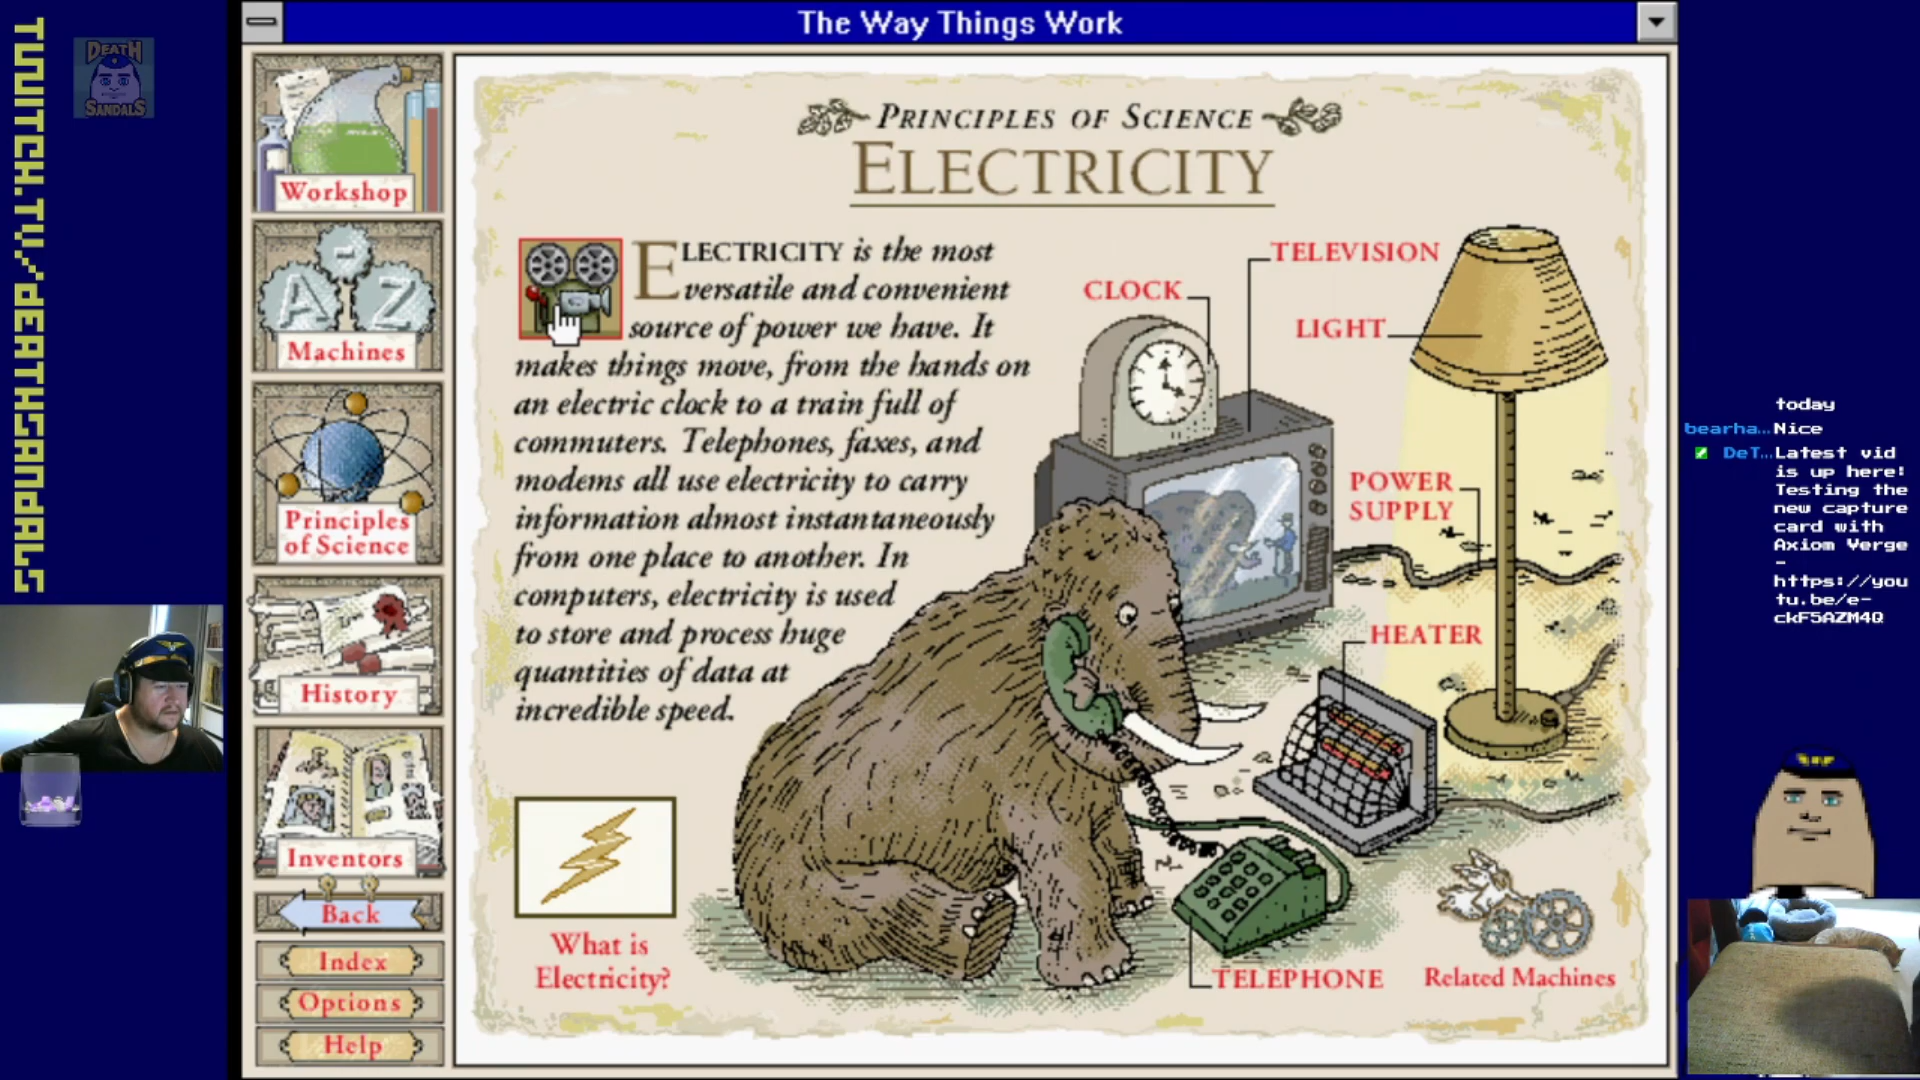 The Way Things Work
TWITCH.TV/DEATHSANDALS
DEATH
SANDALS
Workshop
A - Z
Machines
Principles
of Science
History
Inventors
Back
Index
Options
Help
PRINCIPLES OF SCIENCE
ELECTRICITY
ELECTRICITY is the most
versatile and convenient
source of power we have. It
makes things move, from the hands on
an electric clock to a train full of
commuters. Telephones, faxes, and
modems all use electricity to carry
information almost instantaneously
from one place to another. In
computers, electricity is used
to store and process huge
quantities of data at
incredible speed.
TELEVISION
CLOCK
LIGHT
POWER
SUPPLY
HEATER
TELEPHONE
What is
Electricity?
Related Machines
today
bearha... Nice
DeT... Latest vid
is up here!
Testing the
new capture
card with
Axiom Verge
-
https://you
tu.be/e-
ckF5AZM4Q